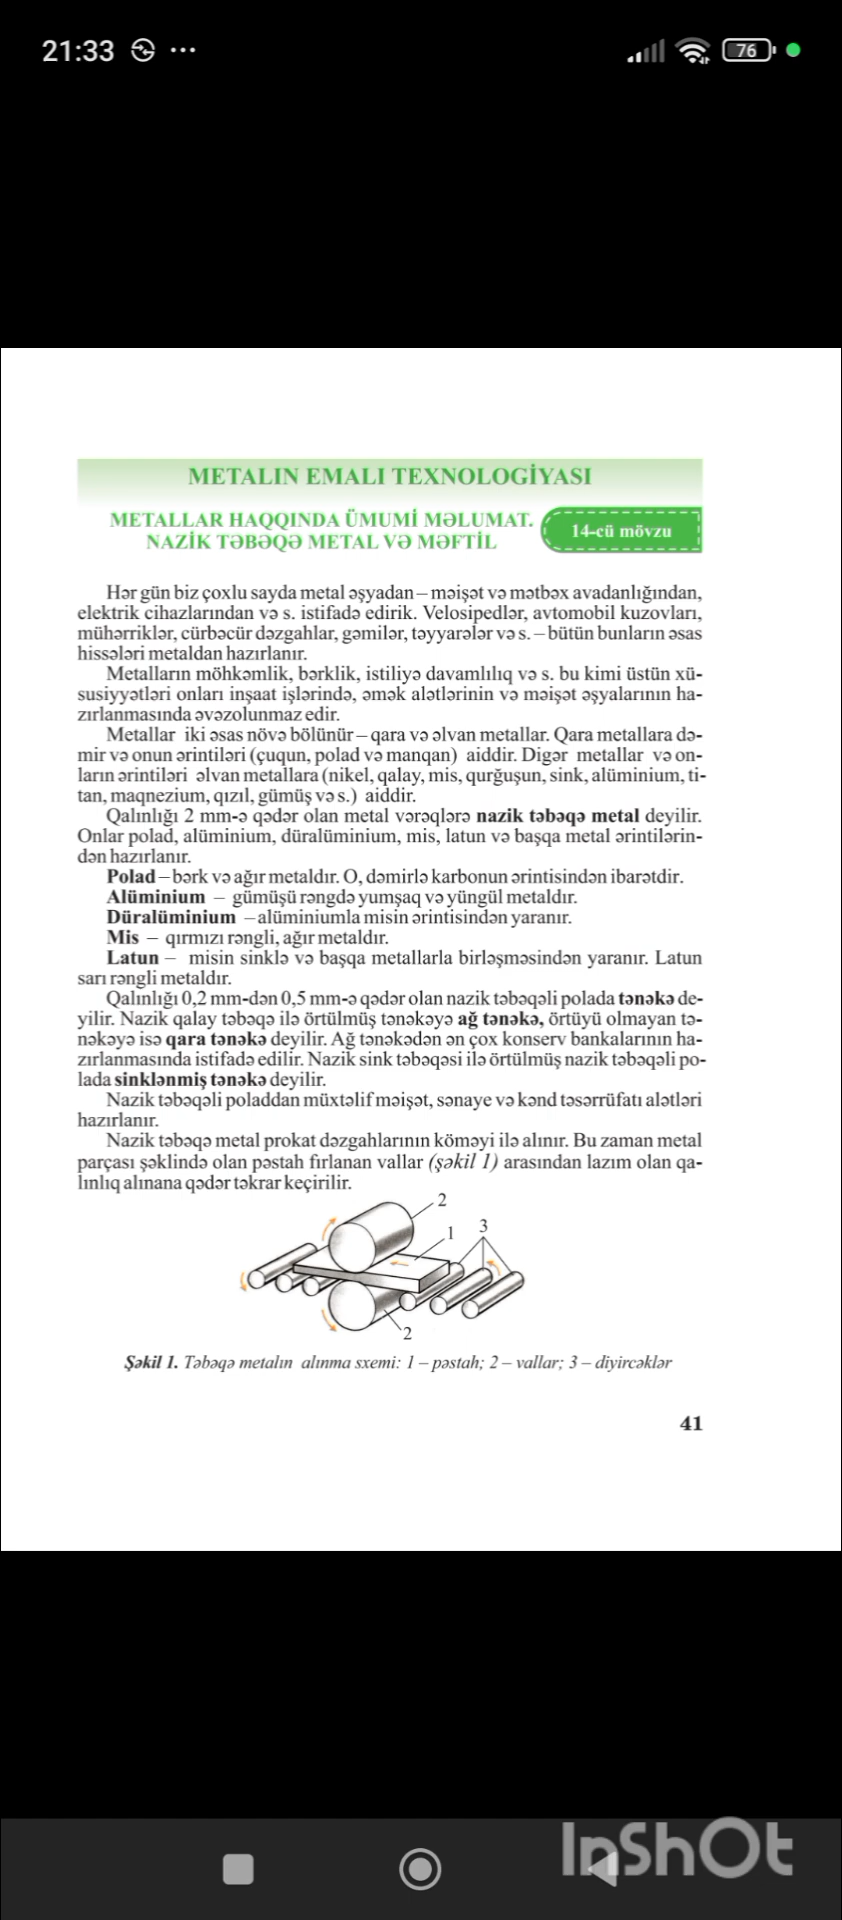 21:33
76
METALIN EMALI TEXNOLOGİYASI
METALLAR HAQQINDA ÜMUMİ MƏLUMAT.
NAZİK TƏBƏQƏ METAL VƏ MƏFTİL
14-cü mövzu
Hər gün biz çoxlu sayda metal əşyadan – məişət və mətbəx avadanlığından,
elektrik cihazlarından və s. istifadə edirik. Velosipedlər, avtomobil kuzovları,
mühərriklər, cürbəcür dəzgahlar, gəmilər, təyyarələr və s. – bütün bunların əsas
hissələri metaldan hazırlanır.
Metalların möhkəmlik, bərklik, istiliyə davamlılıq və s. bu kimi üstün xü-
susiyyətləri onları inşaat işlərində, əmək alətlərinin və məişət əşyalarının ha-
zırlanmasında əvəzolunmaz edir.
Metallar iki əsas növə bölünür – qara və əlvan metallar. Qara metallara də-
mir və onun ərintiləri (çuqun, polad və manqan) aiddir. Digər metallar və on-
ların ərintiləri əlvan metallara (nikel, qalay, mis, qurğuşun, sink, alüminium, ti-
tan, maqnezium, qızıl, gümüş və s.) aiddir.
Qalınlığı 2 mm-ə qədər olan metal vərəqlərə nazik təbəqə metal deyilir.
Onlar polad, alüminium, düralüminium, mis, latun və başqa metal ərintilərin-
dən hazırlanır.
Polad – bərk və ağır metaldır. O, dəmirlə karbonun ərintisindən ibarətdir.
Alüminium – gümüşü rəngdə yumşaq və yüngül metaldır.
Düralüminium – alüminiumla misin ərintisindən yaranır.
Mis – qırmızı rəngli, ağır metaldır.
Latun – misin sinklə və başqa metallarla birləşməsindən yaranır. Latun
sarı rəngli metaldır.
Qalınlığı 0,2 mm-dən 0,5 mm-ə qədər olan nazik təbəqəli polada tənəkə de-
yilir. Nazik qalay təbəqə ilə örtülmüş tənəkəyə ağ tənəkə, örtüyü olmayan tə-
nəkəyə isə qara tənəkə deyilir. Ağ tənəkədən ən çox konserv bankalarının ha-
zırlanmasında istifadə edilir. Nazik sink təbəqəsi ilə örtülmüş nazik təbəqəli po-
lada sinklənmiş tənəkə deyilir.
Nazik təbəqəli poladdan müxtəlif məişət, sənaye və kənd təsərrüfatı alətləri
hazırlanır.
Nazik təbəqə metal prokat dəzgahlarının köməyi ilə alınır. Bu zaman metal
parçası şəklində olan pəstah fırlanan vallar (şəkil 1) arasından lazım olan qa-
lınlıq alınana qədər təkrar keçirilir.
2
1
3
2
Şəkil 1. Təbəqə metalın alınma sxemi: 1 – pəstah; 2 – vallar; 3 – diyircəklər
41
InShOt